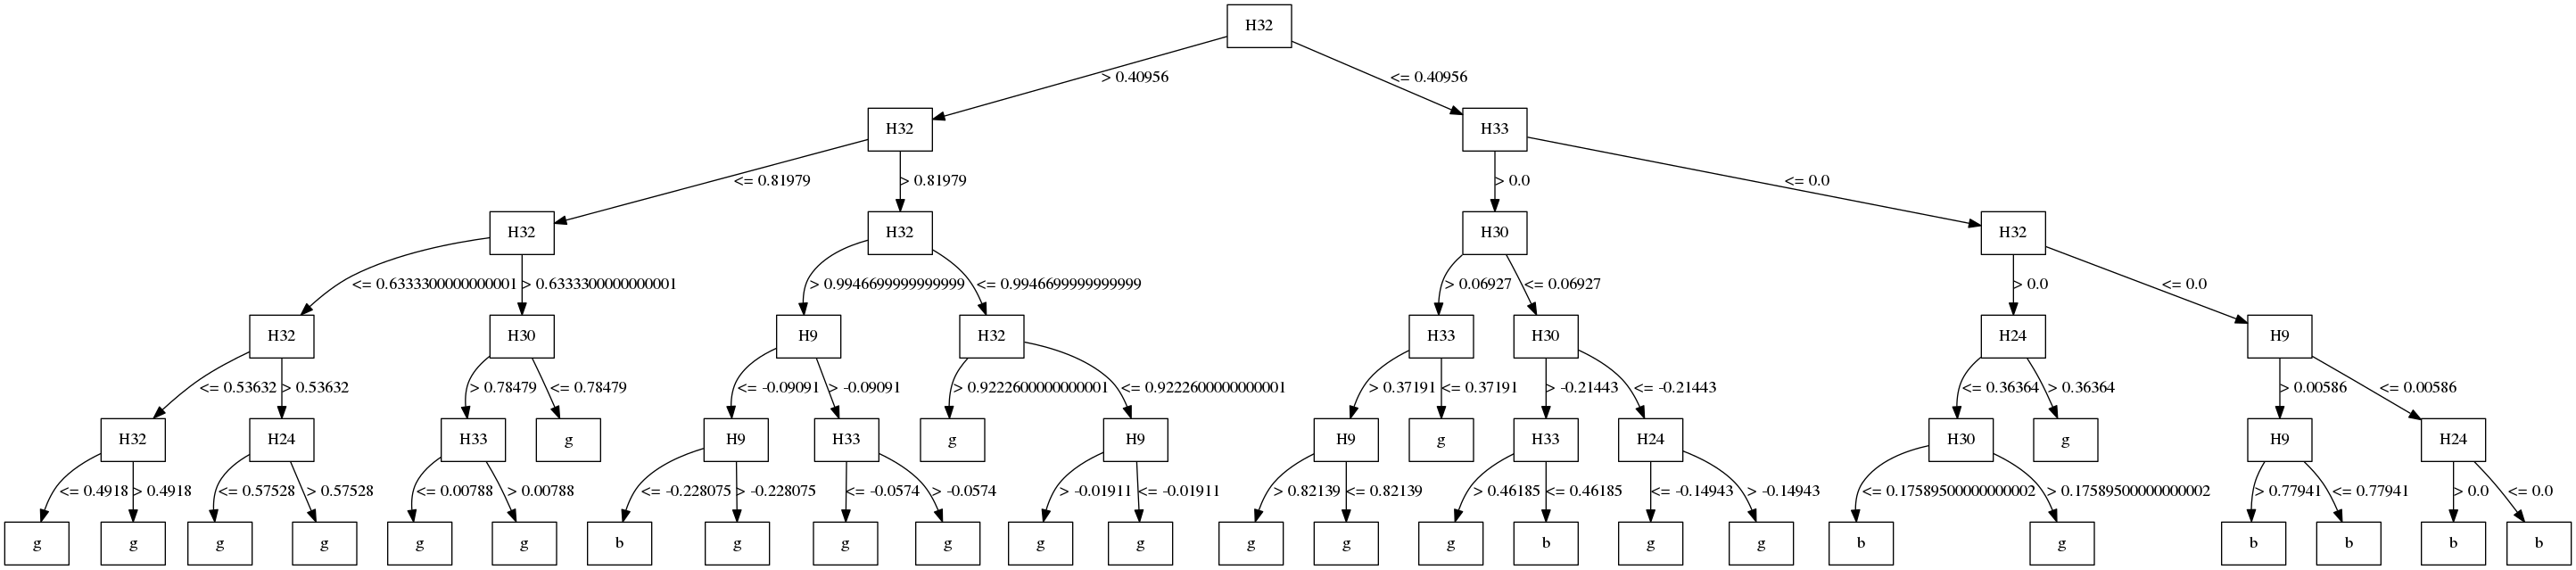 H32
> 0.40956 <= 0.40956
H32 H33
<= 0.81979 > 0.81979 > 0.0 <= 0.0
H32 H32 H30 H32
<= 0.6333300000000001 > 0.6333300000000001 > 0.9946699999999999 <= 0.9946699999999999 > 0.06927 <= 0.06927 > 0.0 <= 0.0
H32 H30 H9 H32 H33 H30 H24 H9
<= 0.53632 > 0.53632 > 0.78479 <= 0.78479 <= -0.09091 > -0.09091 > 0.9222600000000001 <= 0.9222600000000001 > 0.37191 <= 0.37191 > -0.21443 <= -0.21443 <= 0.36364 > 0.36364 > 0.00586 <= 0.00586
H32 H24 H33 g H9 H33 g H9 H9 g H33 H24 H30 g H9 H24
<= 0.4918 > 0.4918 <= 0.57528 > 0.57528 <= 0.00788 > 0.00788 <= -0.228075 > -0.228075 <= -0.0574 > -0.0574 > -0.01911 <= -0.01911 > 0.82139 <= 0.82139 > 0.46185 <= 0.46185 <= -0.14943 > -0.14943 <= 0.17589500000000002 > 0.17589500000000002 > 0.77941 <= 0.77941 > 0.0 <= 0.0
g g g g g g b g g g g g g g g b g g b g b b b b